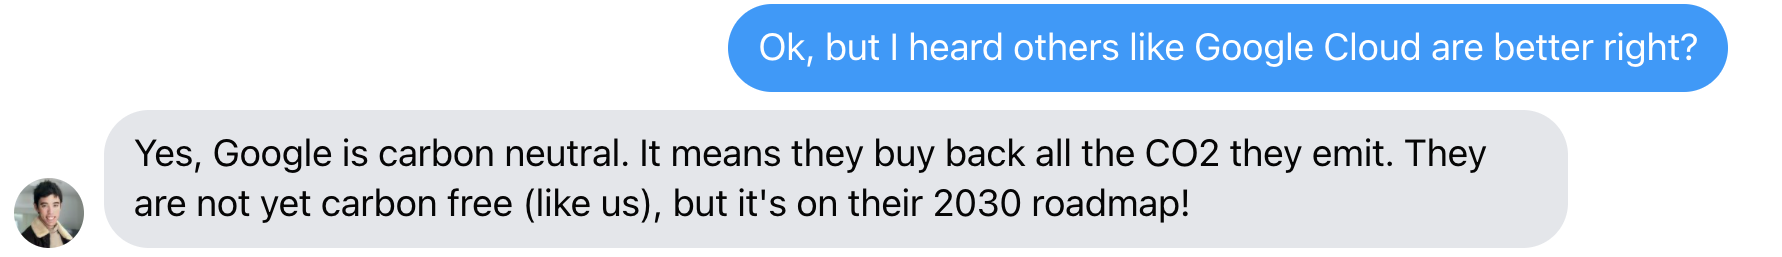 Ok, but I heard others like Google Cloud are better right?
Yes, Google is carbon neutral. It means they buy back all the CO2 they emit. They
are not yet carbon free (like us), but it's on their 2030 roadmap!